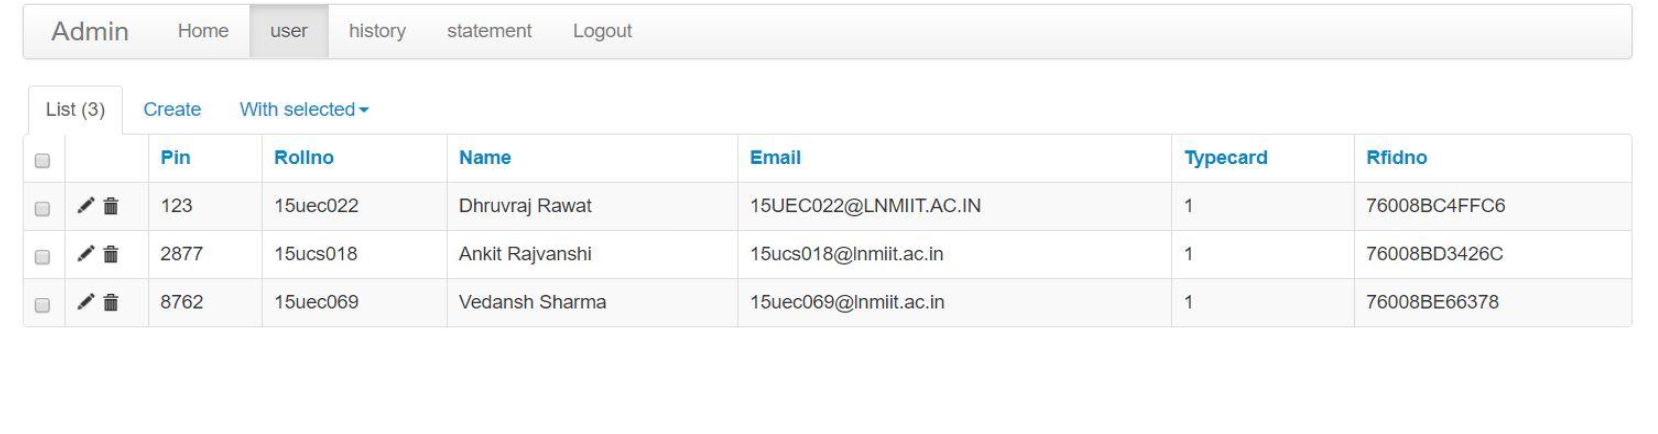 Admin Home user history statement Logout
List (3) Create With selected
Pin Rollno Name Email Typecard Rfidno
123 15uec022 Dhruvraj Rawat 15UEC022@LNMIIT.AC.IN 1 76008BC4FFC6
2877 15ucs018 Ankit Rajvanshi 15ucs018@lnmiit.ac.in 1 76008BD3426C
8762 15uec069 Vedansh Sharma 15uec069@lnmiit.ac.in 1 76008BE66378